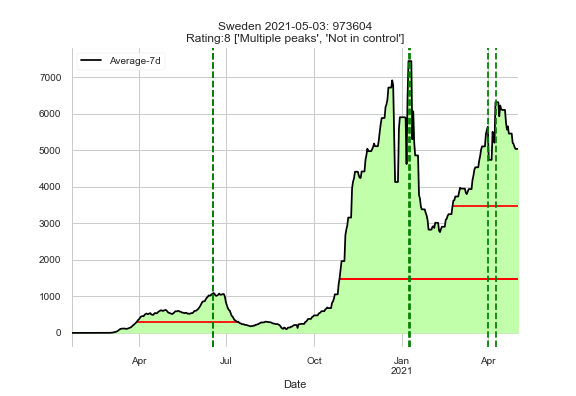 Sweden 2021-05-03: 973604
Rating:8 ['Multiple peaks', 'Not in control']
Average-7d
7000
6000
5000
4000
3000
2000
1000
0
Apr
Jul
Oct
Jan
2021
Apr
Date